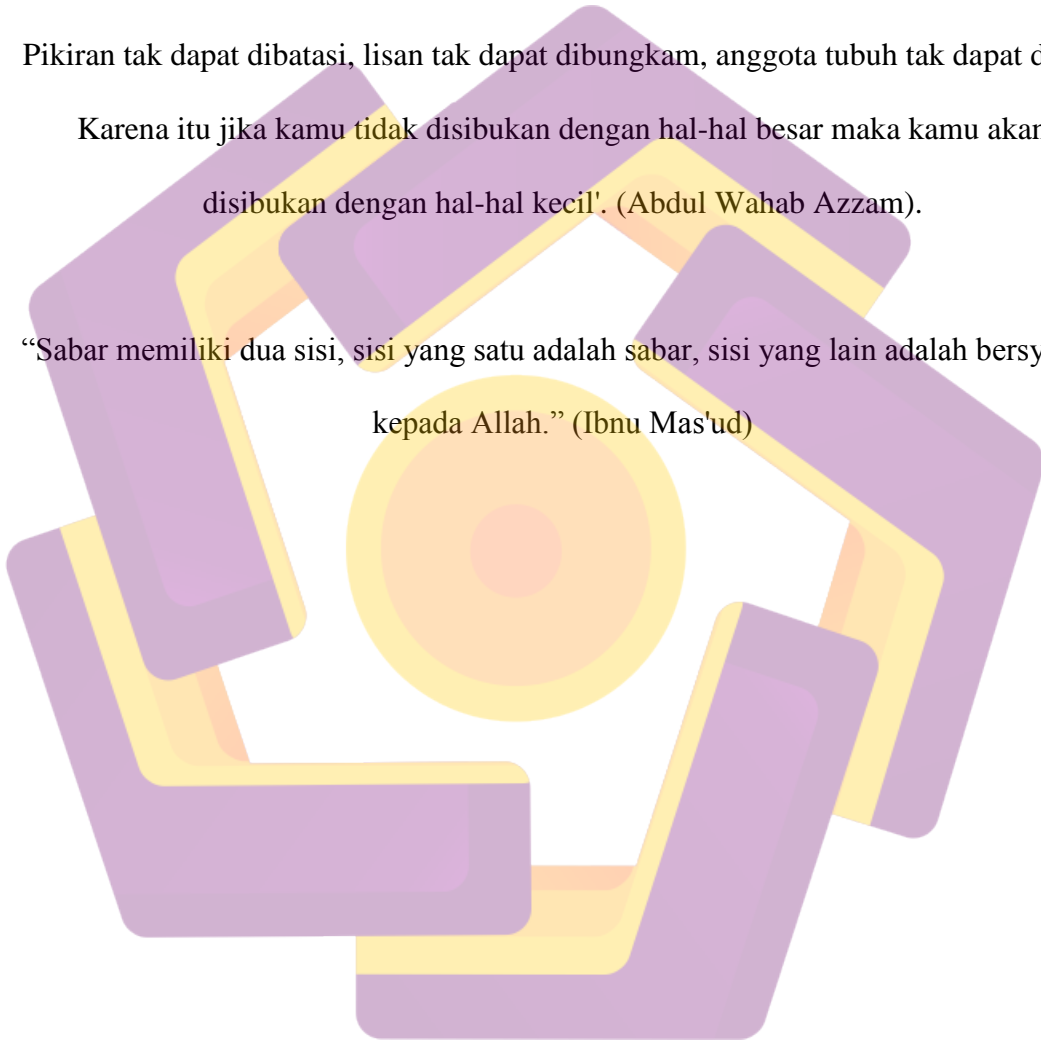 Pikiran tak dapat dibatasi, lisan tak dapat dibungkam, anggota tubuh tak dapat
Karena itu jika kamu tidak disibukan dengan hal-hal besar maka kamu akan
disibukan dengan hal-hal kecil'. (Abdul Wahab Azzam).
“Sabar memiliki dua sisi, sisi yang satu adalah sabar, sisi yang lain adalah
kepada Allah.” (Ibnu Mas'ud)